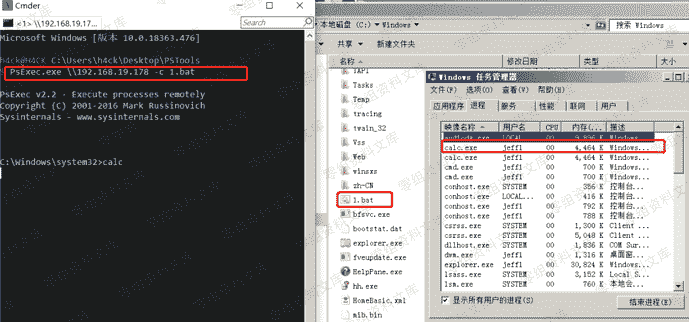 Cmder
<1> \\192.168.19.17...
Search
Microsoft Windows [版本 10.0.18363.476]
h4ck@H4CK C:\Users\h4ck\Desktop\PSTools
PsExec.exe \\192.168.19.178 -c 1.bat
PsExec v2.2 - Execute processes remotely
Copyright (C) 2001-2016 Mark Russinovich
Sysinternals - www.sysinternals.com
C:\Windows\system32>calc
本地磁盘 (C:) ▸ Windows ▸
搜索 Windows
共享 ▼ 新建文件夹
名称 修改日期 类型 大小
TAPI
Tasks
Temp
tracing
twain_32
Vss
Web
winsxs
zh-CN
1.bat
bfsvc.exe
bootstat.dat
explorer.exe
fveupdate.exe
HelpPane.exe
hh.exe
HomeBasic.xml
mib.bin
Windows 任务管理器
文件(F) 选项(O) 查看(V) 帮助(H)
应用程序 进程 服务 性能 联网 用户
映像名称 用户名 CPU 内存(... 描述
calc.exe jeff1 00 4,464 K Windows...
calc.exe jeff1 00 4,464 K Windows...
cmd.exe jeff1 00 700 K Windows...
cmd.exe jeff1 00 700 K Windows...
conhost.exe SYSTEM 00 356 K 控制台...
conhost.exe LOCAL... 00 416 K 控制台...
conhost.exe jeff1 00 792 K 控制台...
conhost.exe jeff1 00 788 K 控制台...
csrss.exe SYSTEM 00 1,300 K Client ...
csrss.exe SYSTEM 00 5,048 K Client ...
dllhost.exe SYSTEM 00 2,836 K COM Sur...
dwm.exe jeff1 00 984 K 桌面窗...
explorer.exe jeff1 00 30,824 K Windows...
lsass.exe SYSTEM 00 3,152 K Local S...
lsm.exe SYSTEM 00 760 K 本地会...
显示所有用户的进程(S)
结束进程(E)